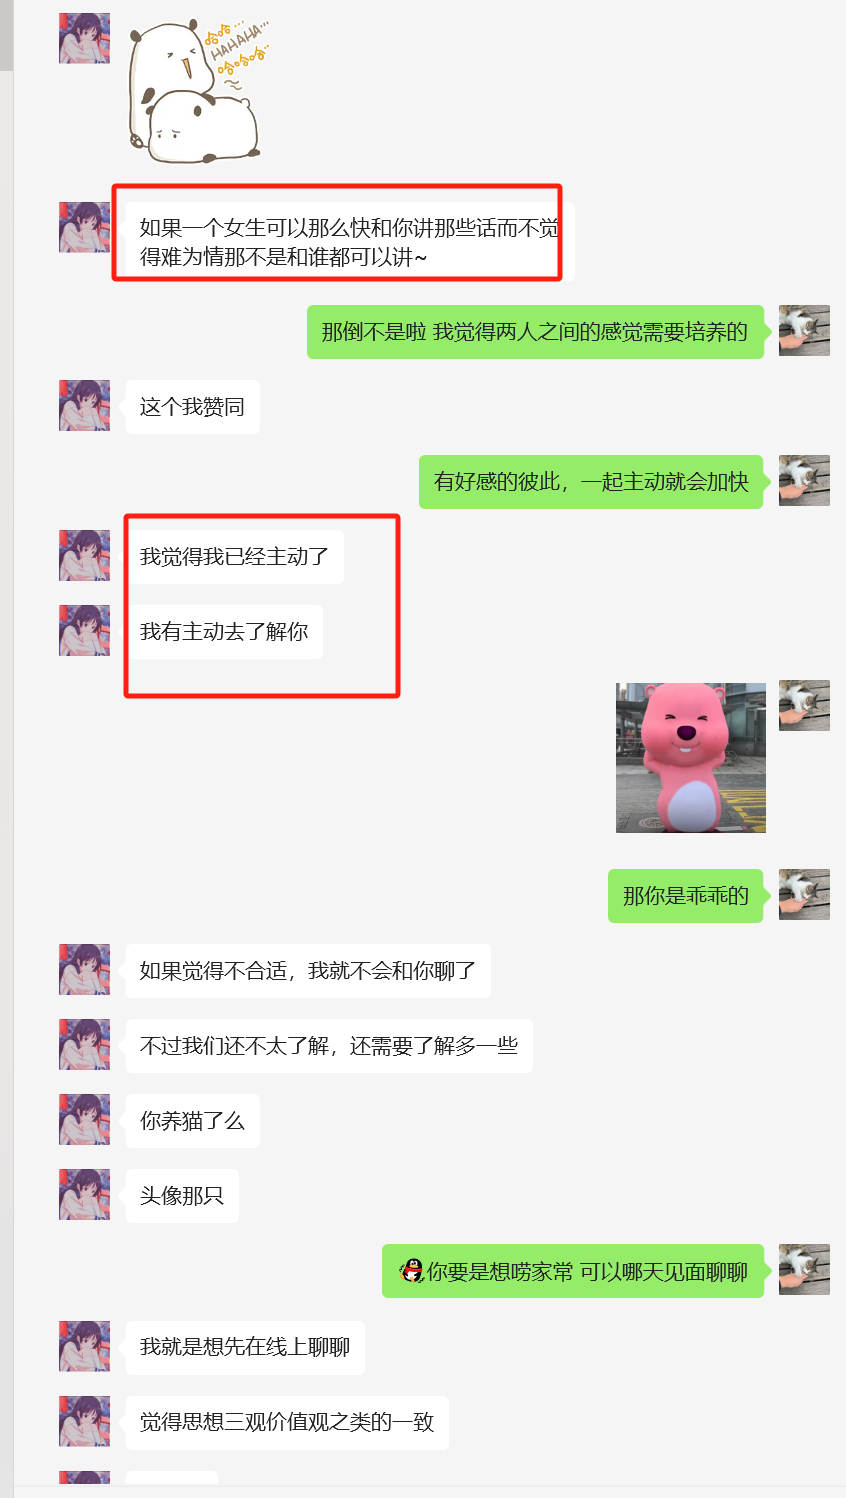 哈哈…
HAHAHA…
哈哈哈…
如果一个女生可以那么快和你讲那些话而不觉
得难为情那不是和谁都可以讲~
那倒不是啦 我觉得两人之间的感觉需要培养的
这个我赞同
有好感的彼此，一起主动就会加快
我觉得我已经主动了
我有主动去了解你
那你是乖乖的
如果觉得不合适，我就不会和你聊了
不过我们还不太了解，还需要了解多一些
你养猫了么
头像那只
你要是想唠家常 可以哪天见面聊聊
我就是想先在线上聊聊
觉得思想三观价值观之类的一致